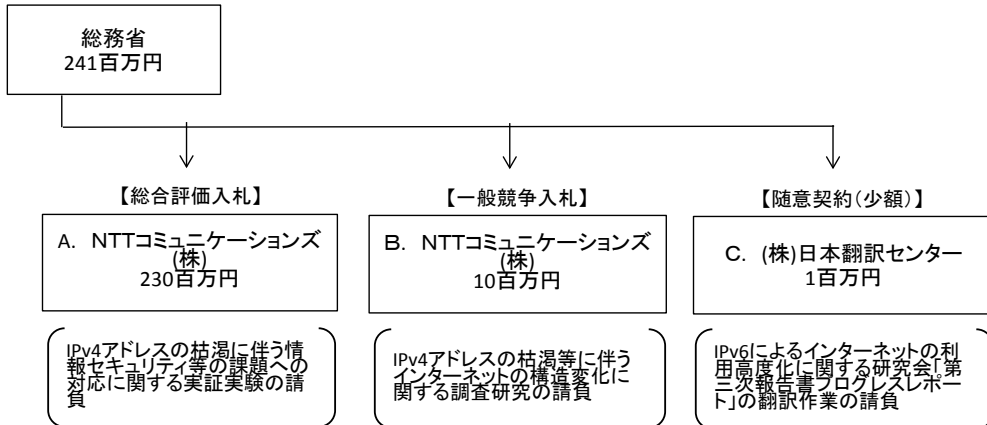 総務省
241百万円
【総合評価入札】
【一般競争入札】
【随意契約(少額)】
A. NTTコミュニケーションズ
(株)
230百万円
B. NTTコミュニケーションズ
(株)
10百万円
C. (株)日本翻訳センター
1百万円
IPv4アドレスの枯渇に伴う情
報セキュリティ等の課題への
対応に関する実証実験の請
負
IPv4アドレスの枯渇等に伴う
インターネットの構造変化に
関する調査研究の請負
IPv6によるインターネットの利
用高度化に関する研究会「第
三次報告書プログレスレポー
ト」の翻訳作業の請負